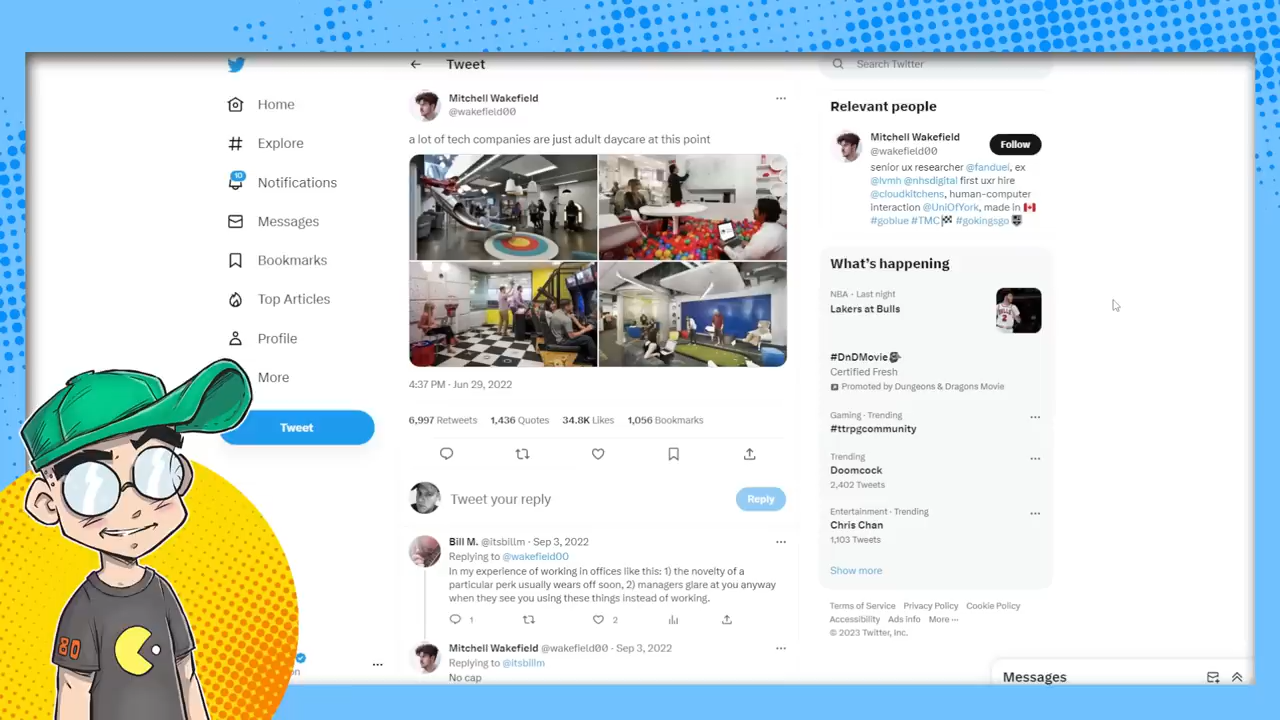 Home
Explore
10
Notifications
Messages
Bookmarks
Top Articles
Profile
More
Tweet
Tweet
Mitchell Wakefield
@wakefield00
a lot of tech companies are just adult daycare at this point
4:37 PM · Jun 29, 2022
6,997 Retweets 1,436 Quotes 34.8K Likes 1,056 Bookmarks
Tweet your reply
Reply
Bill M. @itsbillm · Sep 3, 2022
Replying to @wakefield00
In my experience of working in offices like this: 1) the novelty of a
particular perk usually wears off soon, 2) managers glare at you anyway
when they see you using these things instead of working.
1 2
Mitchell Wakefield @wakefield00 · Sep 3, 2022
Replying to @itsbillm
No cap
Search Twitter
Relevant people
Mitchell Wakefield
@wakefield00
Follow
senior ux researcher @fanduel, ex
@lvmh @nhsdigital first uxr hire
@cloudkitchens, human-computer
interaction @UniOfYork, made in
#goblue #TMC #gokingsgo
What's happening
NBA · Last night
Lakers at Bulls
#DnDMovie
Certified Fresh
Promoted by Dungeons & Dragons Movie
Gaming · Trending
#ttrpgcommunity
Trending
Doomcock
2,402 Tweets
Entertainment · Trending
Chris Chan
1,103 Tweets
Show more
Terms of Service Privacy Policy Cookie Policy
Accessibility Ads info More ···
© 2023 Twitter, Inc.
Messages
80